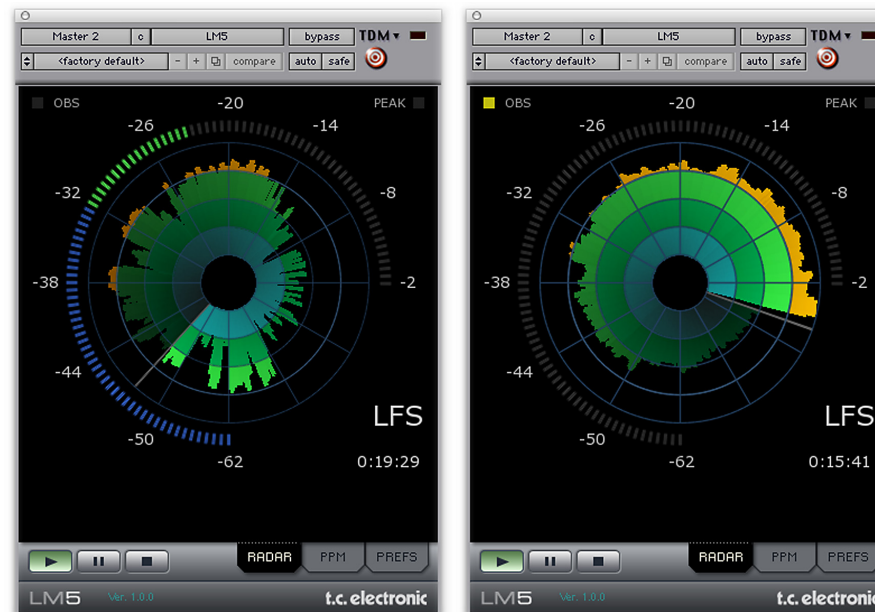 Master 2 c LM5 bypass TDM
<factory default> - + compare auto safe
OBS PEAK
-20
-26 -14
-32 -8
-38 -2
-44
-50
-62
LFS
0:19:29
RADAR PPM PREFS
LM5 Ver. 1.0.0 t.c. electronic
Master 2 c LM5 bypass TDM
<factory default> - + compare auto safe
OBS PEAK
-20
-26 -14
-32 -8
-38 -2
-44
-50
-62
LFS
0:15:41
RADAR PPM PREFS
LM5 Ver. 1.0.0 t.c. electronic